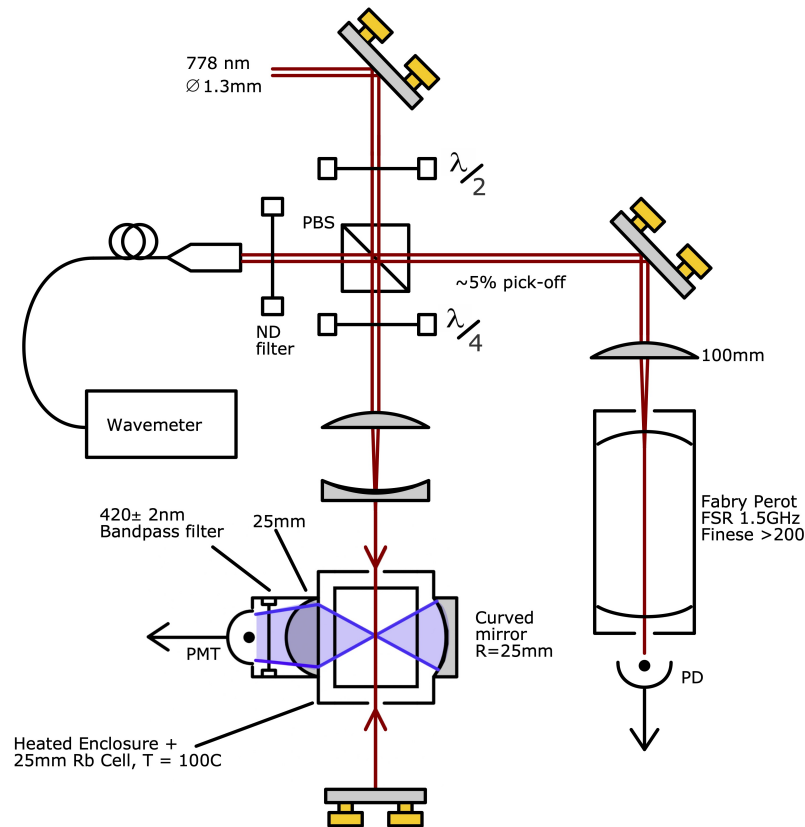 778 nm
∅ 1.3mm
λ/2
PBS
~5% pick-off
ND
filter
λ/4
100mm
Wavemeter
420± 2nm
Bandpass filter
25mm
Fabry Perot
FSR 1.5GHz
Finese >200
Curved
mirror
R=25mm
PMT
PD
Heated Enclosure +
25mm Rb Cell, T = 100C